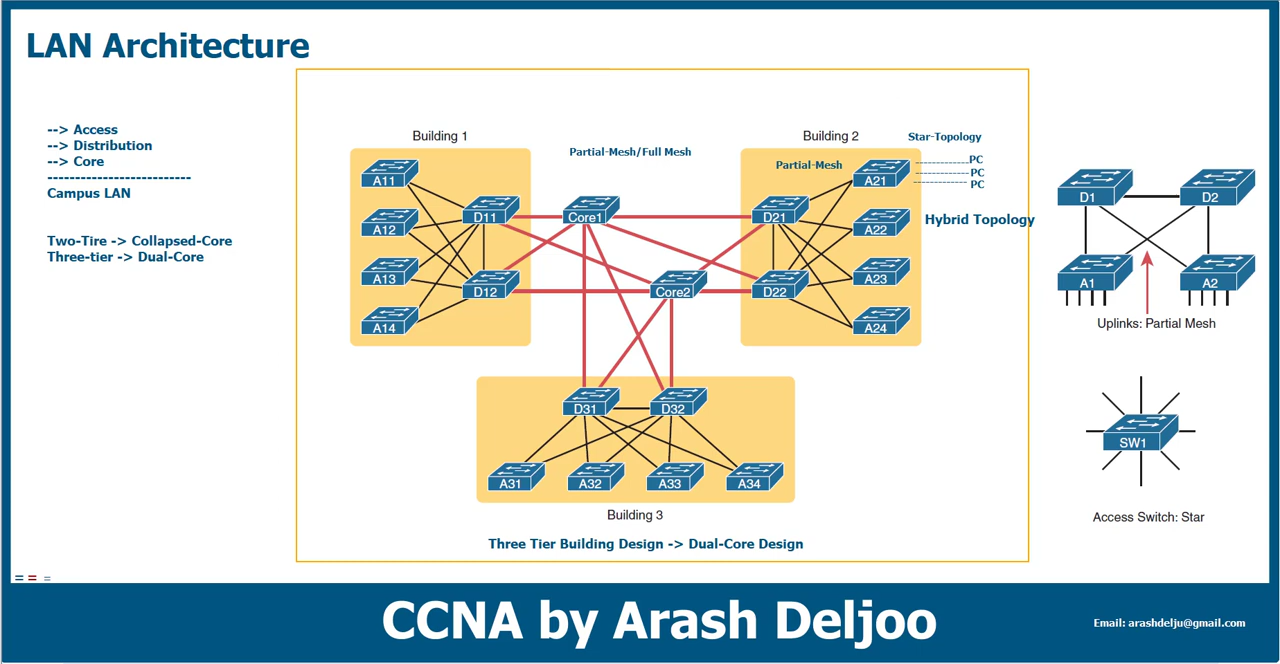 LAN Architecture
--> Access
--> Distribution
--> Core
--------------------------
Campus LAN
Two-Tire -> Collapsed-Core
Three-tier -> Dual-Core
Building 1
Partial-Mesh/Full Mesh
Building 2
Star-Topology
Partial-Mesh
PC
PC
PC
Hybrid Topology
A11
A12
A13
A14
D11
D12
Core1
Core2
D21
D22
A21
A22
A23
A24
D31
D32
A31
A32
A33
A34
Building 3
Three Tier Building Design -> Dual-Core Design
D1
D2
A1
A2
Uplinks: Partial Mesh
SW1
Access Switch: Star
CCNA by Arash Deljoo
Email: arashdelju@gmail.com